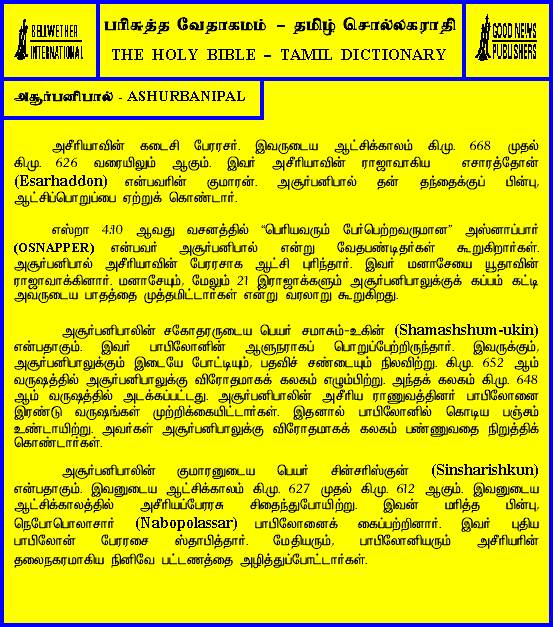 BELLWETHER
INTERNATIONAL
பரிசுத்த வேதாகமம் – தமிழ் சொல்லகராதி
THE HOLY BIBLE – TAMIL DICTIONARY
GOOD NEWS
PUBLISHERS
அசூர்பனிபால் - ASHURBANIPAL
அசீரியாவின் கடைசி பேரரசர். இவருடைய ஆட்சிக்காலம் கி.மு. 668 முதல்
கி.மு. 626 வரையிலும் ஆகும். இவர் அசீரியாவின் ராஜாவாகிய எசாரத்தோன்
(Esarhaddon) என்பவரின் குமாரன். அசூர்பனிபால் தன் தந்தைக்குப் பின்பு,
ஆட்சிப்பொறுப்பை ஏற்றுக் கொண்டார்.
எஸ்றா 4:10 ஆவது வசனத்தில் “பெரியவரும் பேர்பெற்றவருமான” அஸ்னாப்பார்
(OSNAPPER) என்பவர் அசூர்பனிபால் என்று வேதபண்டிதர்கள் கூறுகிறார்கள்.
அசூர்பனிபால் அசீரியாவின் பேரரசாக ஆட்சி புரிந்தார். இவர் மனாசேயை யூதாவின்
ராஜாவாக்கினார். மனாசேயும், மேலும் 21 இராஜாக்களும் அசூர்பனிபாலுக்குக் கப்பம் கட்டி
அவருடைய பாதத்தை முத்தமிட்டார்கள் என்று வரலாறு கூறுகிறது.
அசூர்பனிபாலின் சகோதரருடைய பெயர் சமாசும்-உகின் (Shamashshum-ukin)
என்பதாகும். இவர் பாபிலோனின் ஆளுநராகப் பொறுப்பேற்றிருந்தார். இவருக்கும்,
அசூர்பனிபாலுக்கும் இடையே போட்டியும், பதவிச் சண்டையும் நிலவிற்று. கி.மு. 652 ஆம்
வருஷத்தில் அசூர்பனிபாலுக்கு விரோதமாகக் கலகம் எழும்பிற்று. அந்தக் கலகம் கி.மு. 648
ஆம் வருஷத்தில் அடக்கப்பட்டது. அசூர்பனிபாலின் அசீரிய ராணுவத்தினர் பாபிலோனை
இரண்டு வருஷங்கள் முற்றிக்கையிட்டார்கள். இதனால் பாபிலோனில் கொடிய பஞ்சம்
உண்டாயிற்று. அவர்கள் அசூர்பனிபாலுக்கு விரோதமாகக் கலகம் பண்ணுவதை நிறுத்திக்
கொண்டார்கள்.
அசூர்பனிபாலின் குமாரனுடைய பெயர் சின்சரிஸ்குன் (Sinsharishkun)
என்பதாகும். இவனுடைய ஆட்சிக்காலம் கி.மு. 627 முதல் கி.மு. 612 ஆகும். இவனுடைய
ஆட்சிக்காலத்தில் அசீரியப்பேரரசு சிதைந்துபோயிற்று. இவன் மரித்த பின்பு,
நெபோபொலாசார் (Nabopolassar) பாபிலோனைக் கைப்பற்றினார். இவர் புதிய
பாபிலோன் பேரரசை ஸ்தாபித்தார். மேதியரும், பாபிலோனியரும் அசீரியரின்
தலைநகரமாகிய நினிவே பட்டணத்தை அழித்துப்போட்டார்கள்.